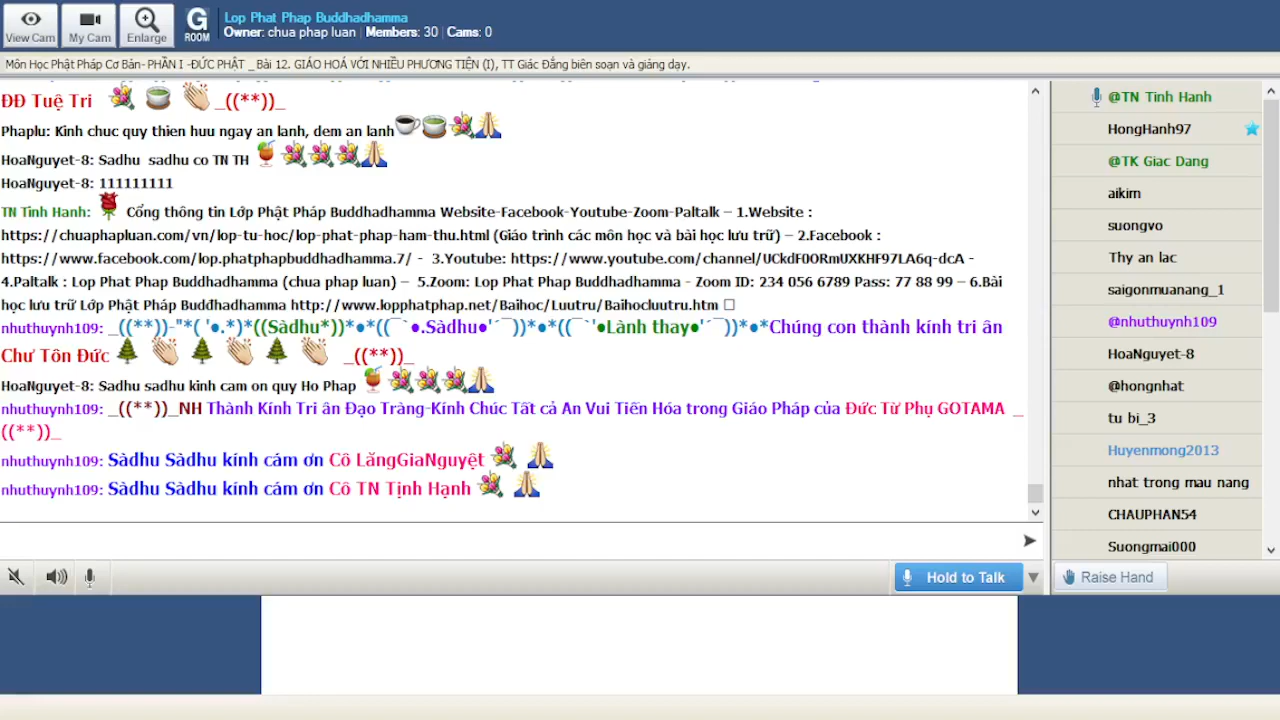 View Cam
My Cam
Enlarge
G
ROOM
Lop Phat Phap Buddhadhamma
Owner: chua phap luan | Members: 30 | Cams: 0
Môn Học Phật Pháp Cơ Bản- PHẦN I -ĐỨC PHẬT _ Bài 12. GIÁO HOÁ VỚI NHIỀU PHƯƠNG TIỆN (I), TT Giác Đẳng biên soạn và giảng dạy.
ĐĐ Tuệ Tri _((**))_
Phaplu: Kinh chuc quy thien huu ngay an lanh, dem an lanh
HoaNguyet-8: Sadhu sadhu co TN TH
HoaNguyet-8: 111111111
TN Tinh Hanh: Cổng thông tin Lớp Phật Pháp Buddhadhamma Website-Facebook-Youtube-Zoom-Paltalk – 1.Website :
https://chuaphapluan.com/vn/lop-tu-hoc/lop-phat-phap-ham-thu.html (Giáo trình các môn học và bài học lưu trữ) – 2.Facebook :
https://www.facebook.com/lop.phatphapbuddhadhamma.7/ - 3.Youtube: https://www.youtube.com/channel/UCkdF0ORmUXKHF97LA6q-dcA -
4.Paltalk : Lop Phat Phap Buddhadhamma (chua phap luan) – 5.Zoom: Lop Phat Phap Buddhadhamma - Zoom ID: 234 056 6789 Pass: 77 88 99 – 6.Bài
học lưu trữ Lớp Phật Pháp Buddhadhamma http://www.lopphatphap.net/Baihoc/Luutru/Baihocluutru.htm □
nhuthuynh109: _((**))-"*( '●.*)*((Sàdhu*))*●*((¯`●.Sàdhu●'´¯))*●*((¯`'●Lành thay●'´¯))*●*Chúng con thành kính tri ân
Chư Tôn Đức _((**))_
HoaNguyet-8: Sadhu sadhu kinh cam on quy Ho Phap
nhuthuynh109: _((**))_NH Thành Kính Tri ân Đạo Tràng-Kính Chúc Tất cả An Vui Tiến Hóa trong Giáo Pháp của Đức Từ Phụ GOTAMA _
((**))_
nhuthuynh109: Sàdhu Sàdhu kính cám ơn Cô LăngGiaNguyệt
nhuthuynh109: Sàdhu Sàdhu kính cám ơn Cô TN Tịnh Hạnh
@TN Tinh Hanh
HongHanh97
@TK Giac Dang
aikim
suongvo
Thy an lac
saigonmuanang_1
@nhuthuynh109
HoaNguyet-8
@hongnhat
tu bi_3
Huyenmong2013
nhat trong mau nang
CHAUPHAN54
Suongmai000
Hold to Talk
Raise Hand